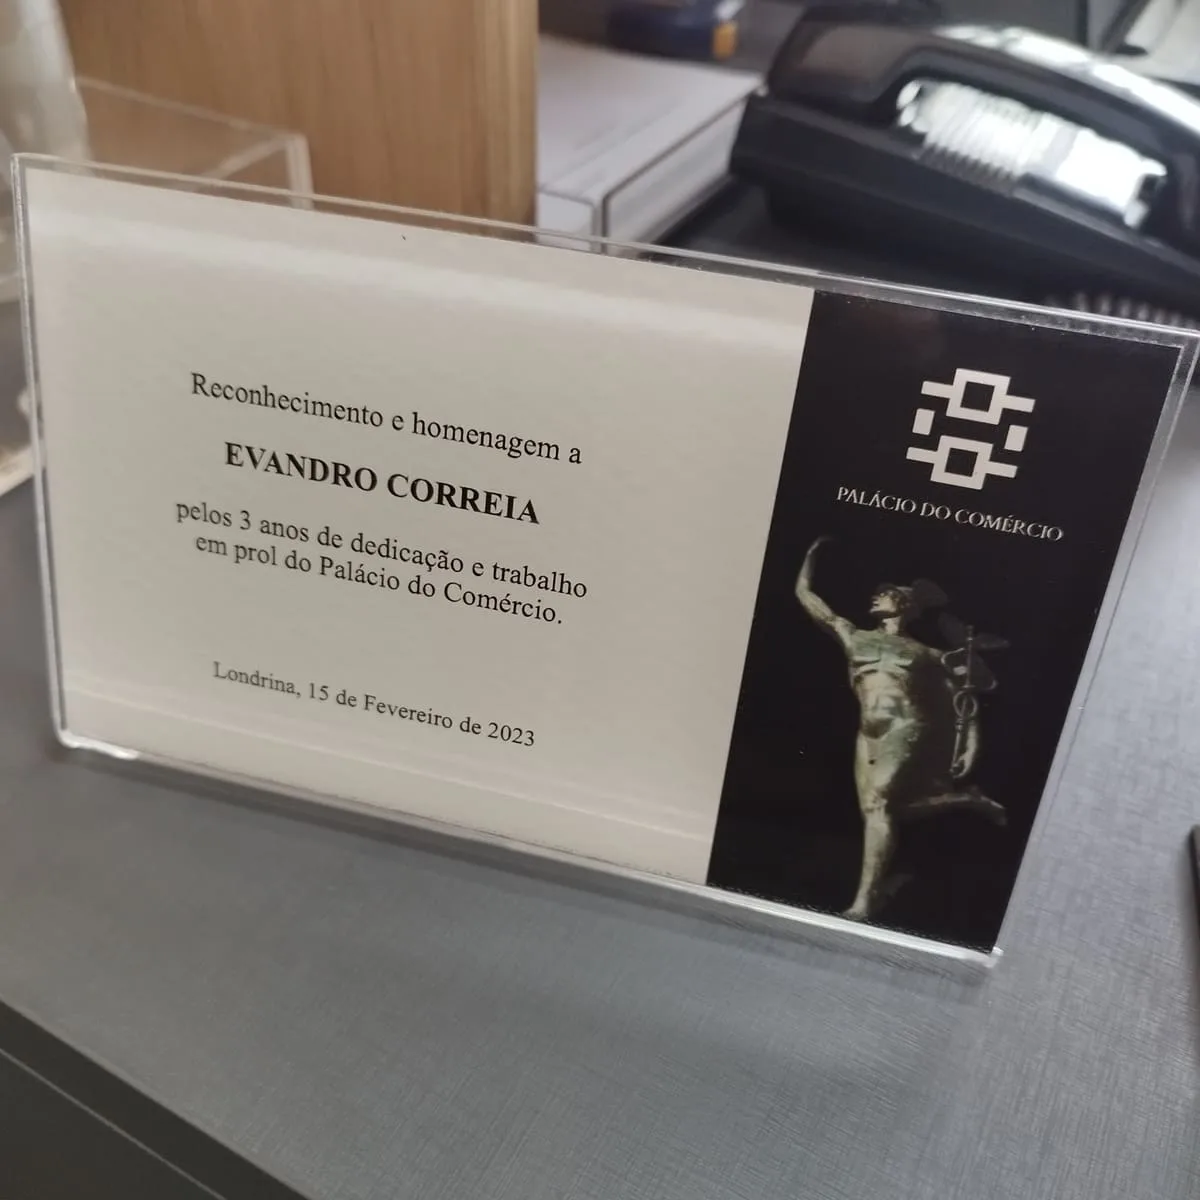 Reconhecimento e homenagem a
EVANDRO CORREIA
pelos 3 anos de dedicação e trabalho
em prol do Palácio do Comércio.
Londrina, 15 de Fevereiro de 2023
PALÁCIO DO COMÉRCIO